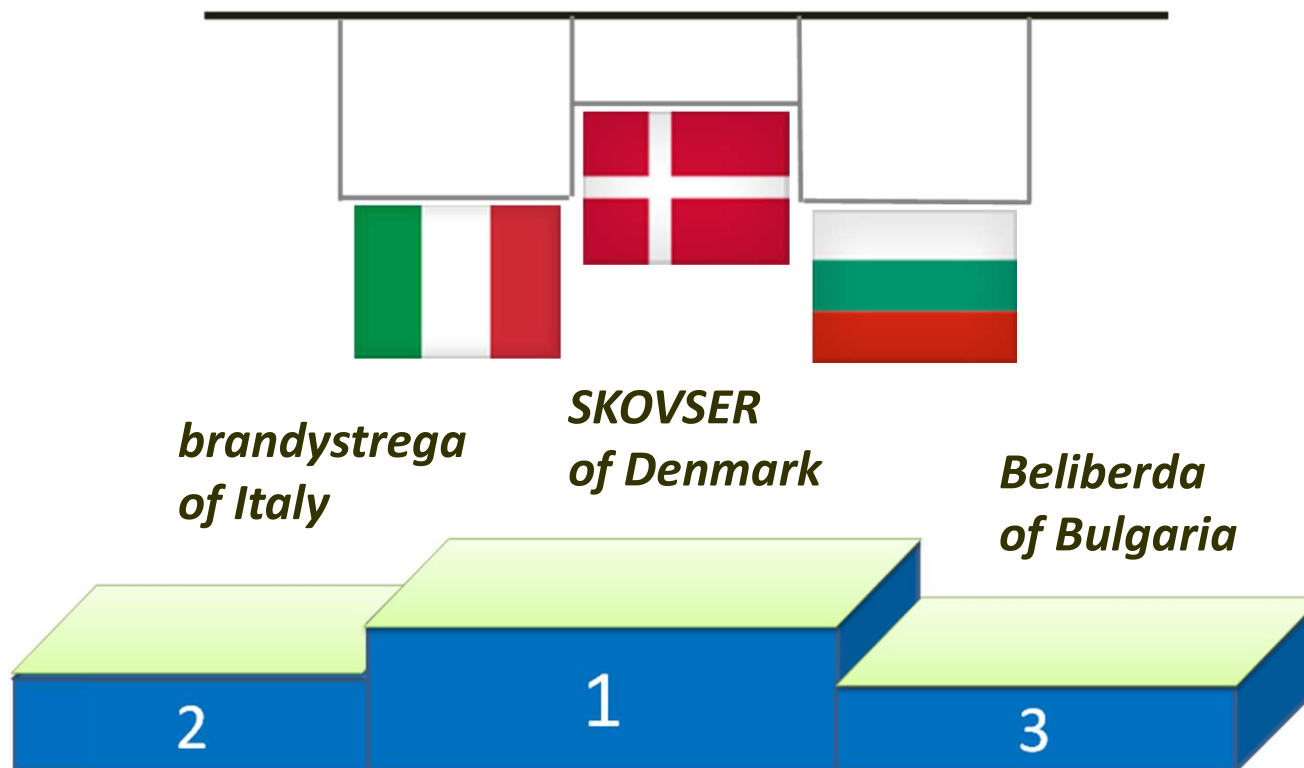 brandystrega
of Italy
SKOVSER
of Denmark
Beliberda
of Bulgaria
2
1
3